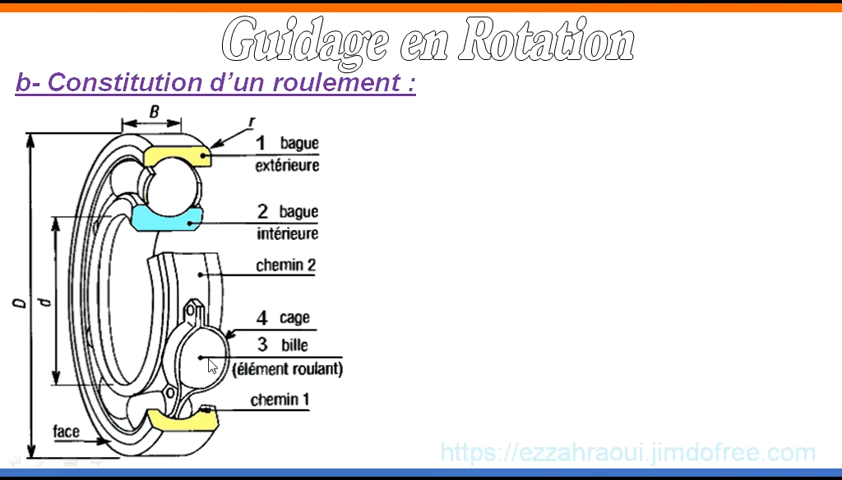 Guidage en Rotation
b- Constitution d'un roulement :
B
r
1 bague
extérieure
2 bague
intérieure
chemin 2
D
d
4 cage
3 bille
(élément roulant)
chemin 1
face
https://ezzahraoui.jimdofree.com